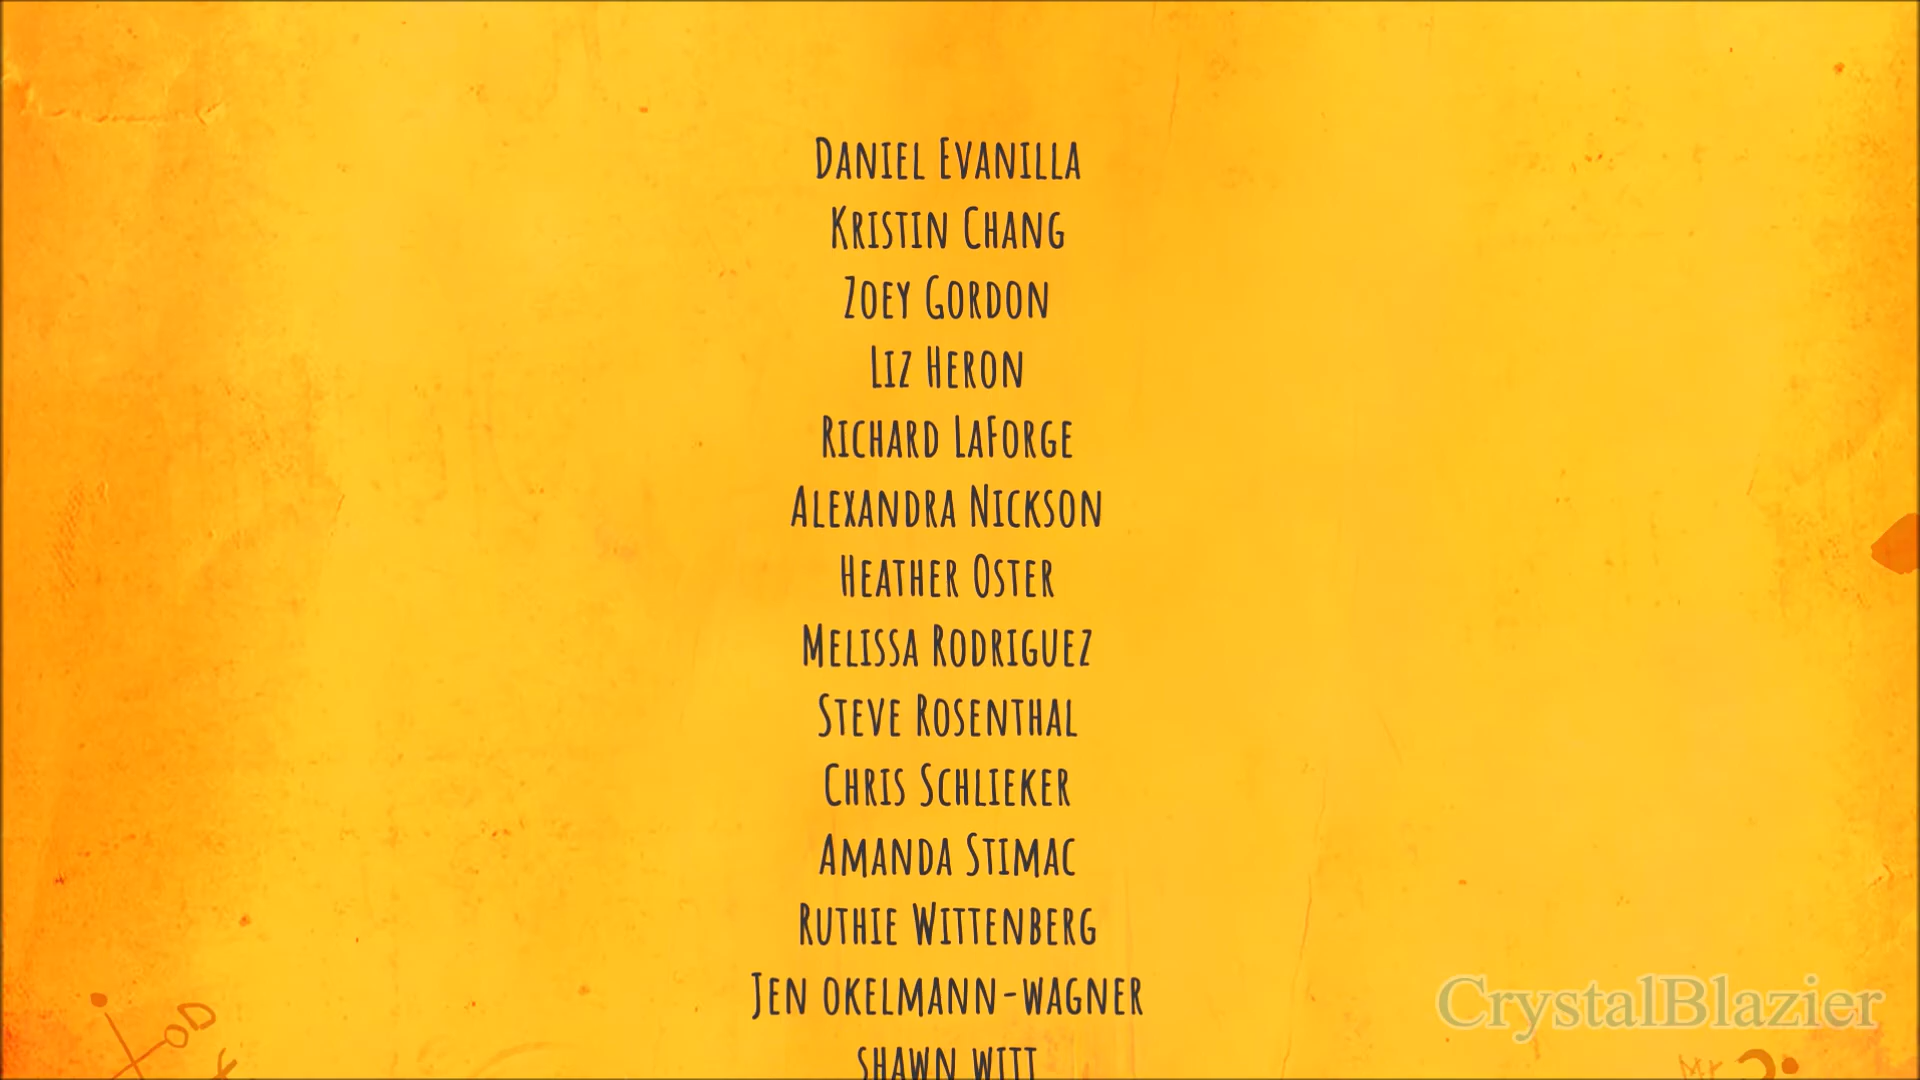 Daniel Evanilla
Kristin Chang
Zoey Gordon
Liz Heron
Richard LaForge
Alexandra Nickson
Heather Oster
Melissa Rodriguez
Steve Rosenthal
Chris Schlieker
Amanda Stimac
Ruthie Wittenberg
Jen okelmann-wagner
shawn witt
CrystalBlazier